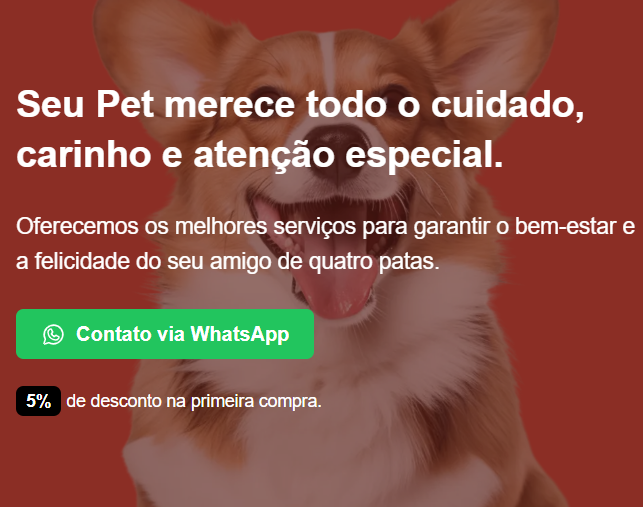 Seu Pet merece todo o cuidado,
carinho e atenção especial.
Oferecemos os melhores serviços para garantir o bem-estar e
a felicidade do seu amigo de quatro patas.
Contato via WhatsApp
5% de desconto na primeira compra.